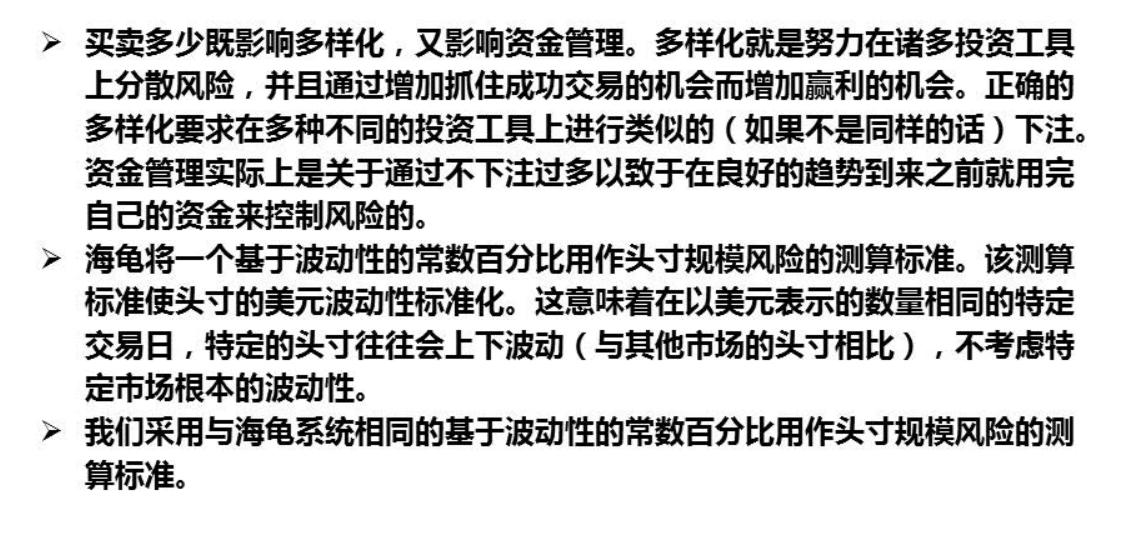 ➢ 买卖多少既影响多样化，又影响资金管理。多样化就是努力在诸多投资工具
上分散风险，并且通过增加抓住成功交易的机会而增加赢利的机会。正确的
多样化要求在多种不同的投资工具上进行类似的（如果不是同样的话）下注。
资金管理实际上是关于通过不下注过多以致于在良好的趋势到来之前就用完
自己的资金来控制风险的。
➢ 海龟将一个基于波动性的常数百分比用作头寸规模风险的测算标准。该测算
标准使头寸的美元波动性标准化。这意味着在以美元表示的数量相同的特定
交易日，特定的头寸往往会上下波动（与其他市场的头寸相比），不考虑特
定市场根本的波动性。
➢ 我们采用与海龟系统相同的基于波动性的常数百分比用作头寸规模风险的测
算标准。